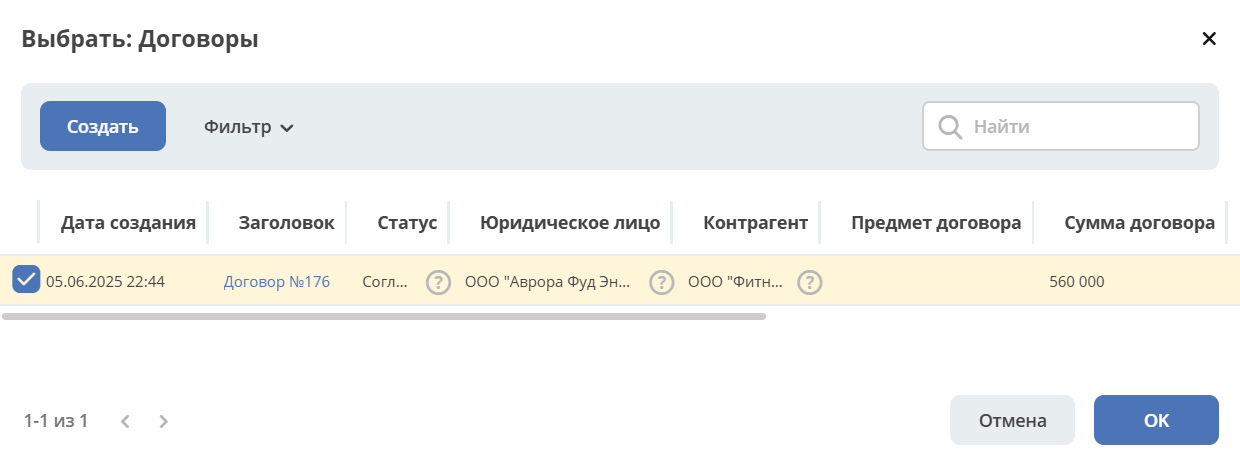 Выбрать: Договоры
Создать Фильтр Найти
Дата создания Заголовок Статус Юридическое лицо Контрагент Предмет договора Сумма договора
05.06.2025 22:44 Договор №176 Согл... ? ООО "Аврора Фуд Эн... ? ООО "Фитн... ? 560 000
1-1 из 1 Отмена ОК